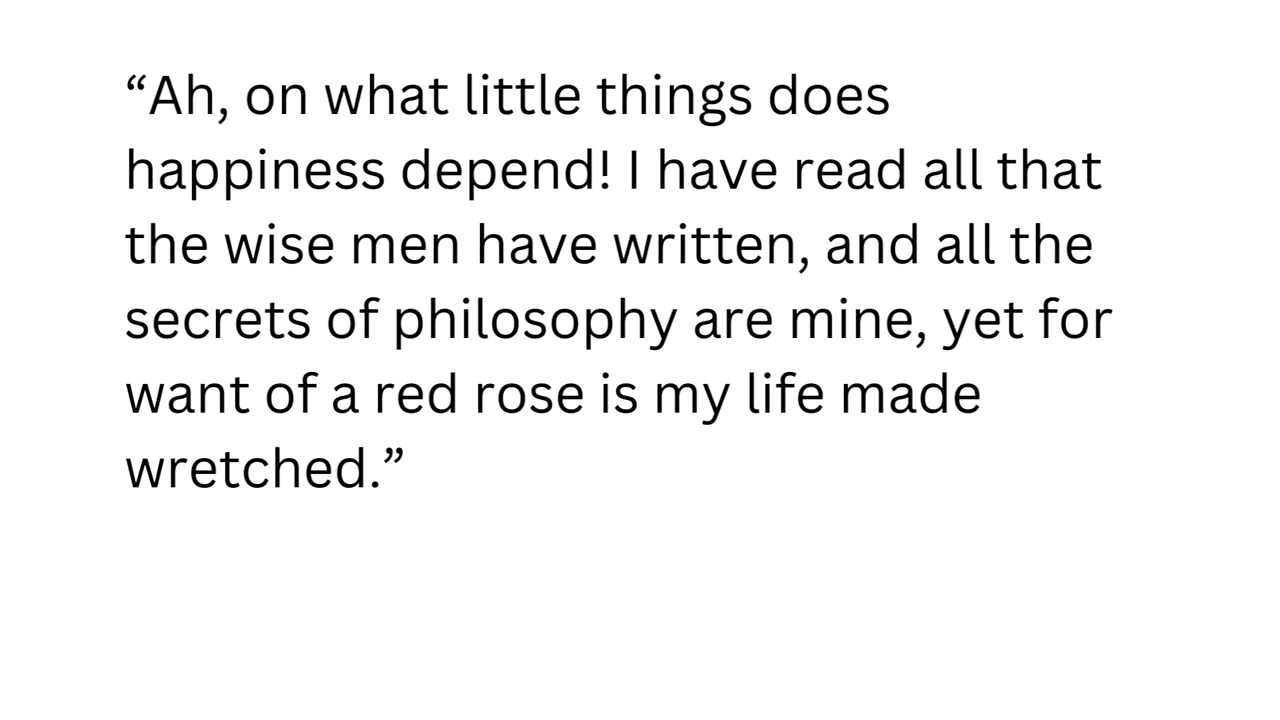 “Ah, on what little things does
happiness depend! I have read all that
the wise men have written, and all the
secrets of philosophy are mine, yet for
want of a red rose is my life made
wretched.”